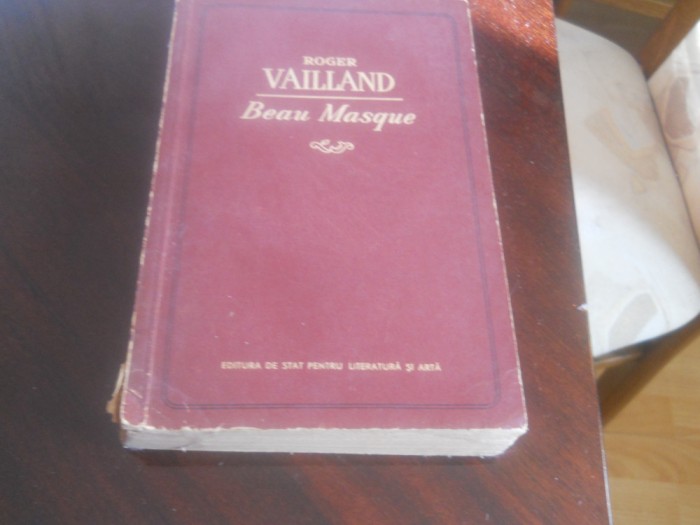 ROGER
VAILLAND
Beau Masque
EDITURA DE STAT PENTRU LITERATURĂ ȘI ARTĂ